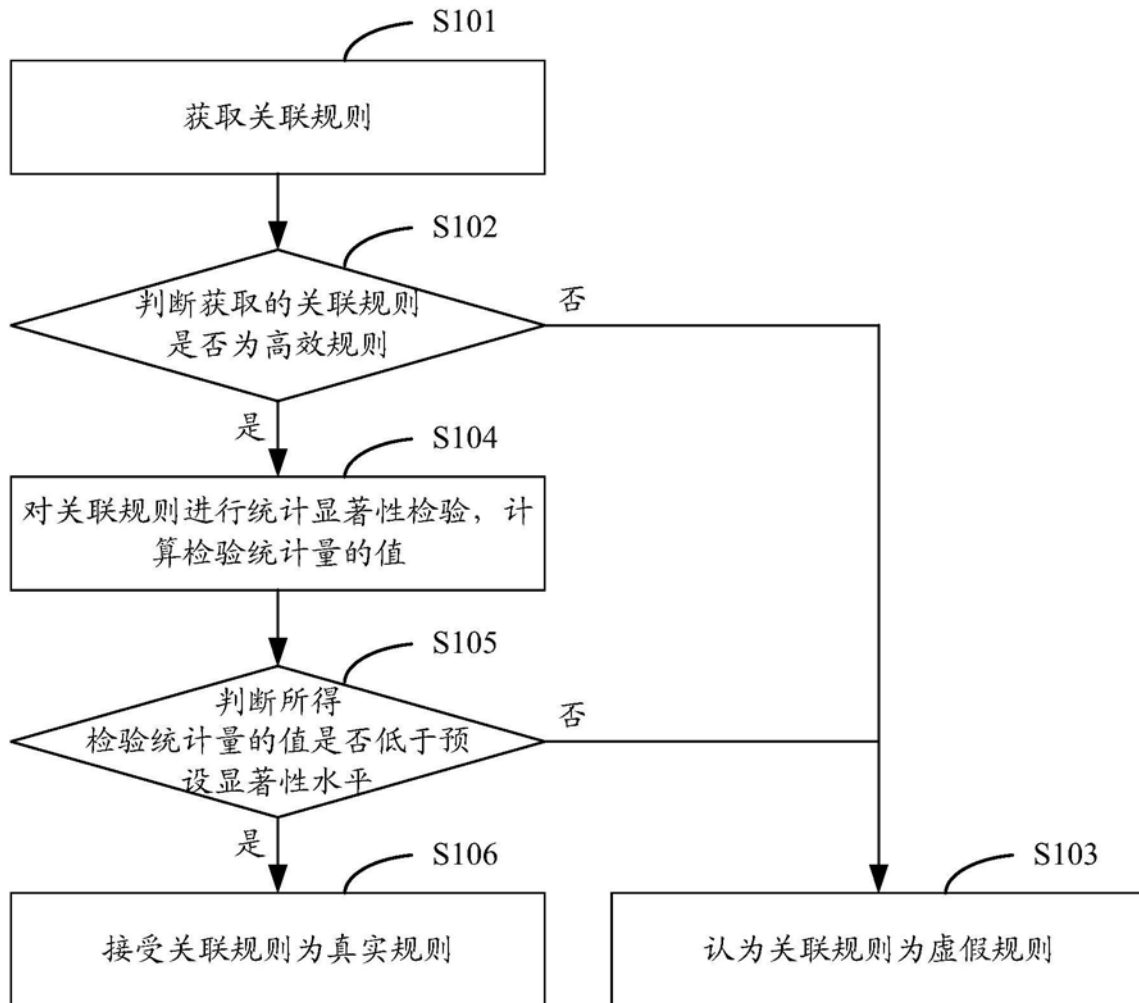 S101
获取关联规则
S102
判断获取的关联规则
是否为高效规则
否
是
S104
对关联规则进行统计显著性检验，计
算检验统计量的值
S105
判断所得
检验统计量的值是否低于预
设显著性水平
否
是
S106
接受关联规则为真实规则
S103
认为关联规则为虚假规则